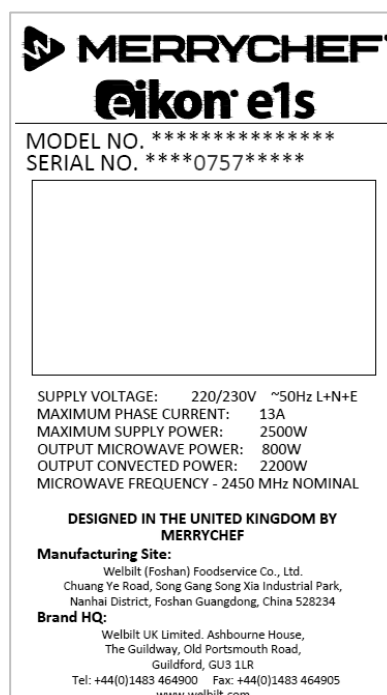 MERRYCHEF
eikon e1s
MODEL NO. ***************
SERIAL NO. ****0757*****
SUPPLY VOLTAGE: 220/230V ~50Hz L+N+E
MAXIMUM PHASE CURRENT: 13A
MAXIMUM SUPPLY POWER: 2500W
OUTPUT MICROWAVE POWER: 800W
OUTPUT CONVECTED POWER: 2200W
MICROWAVE FREQUENCY - 2450 MHz NOMINAL
DESIGNED IN THE UNITED KINGDOM BY
MERRYCHEF
Manufacturing Site:
Welbilt (Foshan) Foodservice Co., Ltd.
Chuang Ye Road, Song Gang Song Xia Industrial Park,
Nanhai District, Foshan Guangdong, China 528234
Brand HQ:
Welbilt UK Limited. Ashbourne House,
The Guildway, Old Portsmouth Road,
Guildford, GU3 1LR
Tel: +44(0)1483 464900 Fax: +44(0)1483 464905
www.welbilt.com